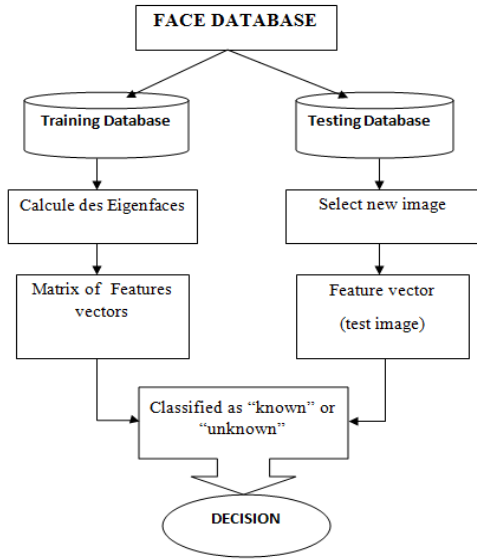 FACE DATABASE
Training Database
Testing Database
Calcule des Eigenfaces
Select new image
Matrix of Features
vectors
Feature vector
(test image)
Classified as “known” or
“unknown”
DECISION